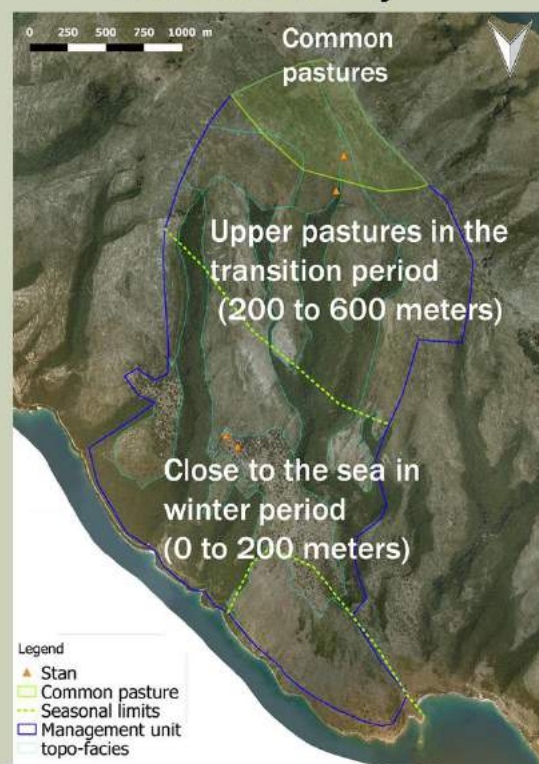 0 250 500 750 1000 m
Common
pastures
Upper pastures in the
transition period
(200 to 600 meters)
Close to the sea in
winter period
(0 to 200 meters)
Legend
Stan
Common pasture
Seasonal limits
Management unit
topo-facies